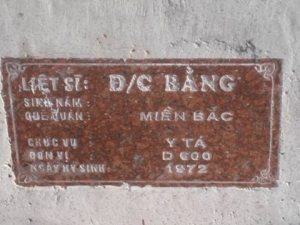 LIỆT SĨ: Đ/C BẰNG
SINH NĂM :
QUÊ QUÁN : MIỀN BẮC
CHỨC VỤ : Y TÁ
ĐƠN VỊ : D 600
NGÀY HY SINH: 1972